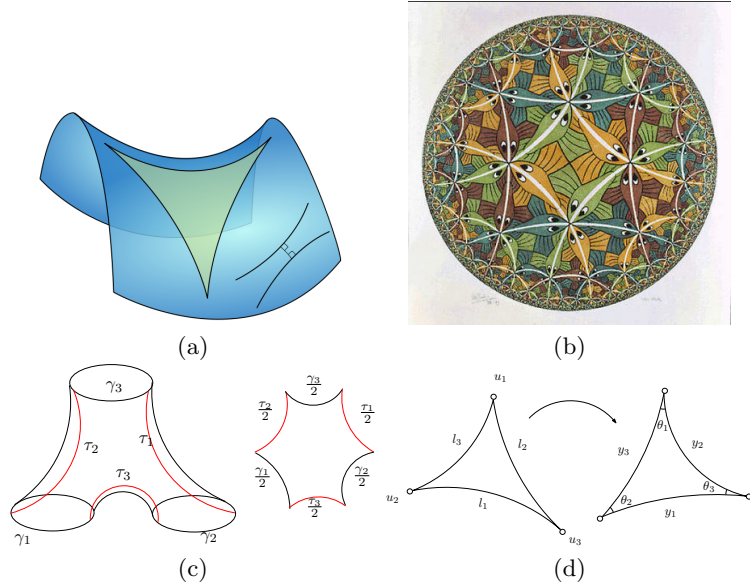 (a)
(b)
γ₃
τ₂
τ₁
τ₃
γ₁
γ₂
(c)
γ₃/2
τ₂/2
τ₁/2
γ₁/2
γ₂/2
τ₃/2
u₁
l₃
l₂
u₂
l₁
u₃
θ₁
y₃
y₂
θ₂
θ₃
y₁
(d)